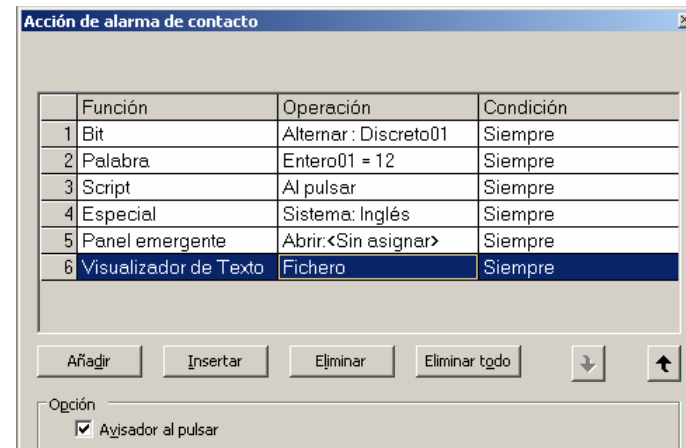 Acción de alarma de contacto
Función Operación Condición
1 Bit Alternar : Discreto01 Siempre
2 Palabra Entero01 = 12 Siempre
3 Script Al pulsar Siempre
4 Especial Sistema: Inglés Siempre
5 Panel emergente Abrir:<Sin asignar> Siempre
6 Visualizador de Texto Fichero Siempre
Añadir Insertar Eliminar Eliminar todo
Opción
Avisador al pulsar